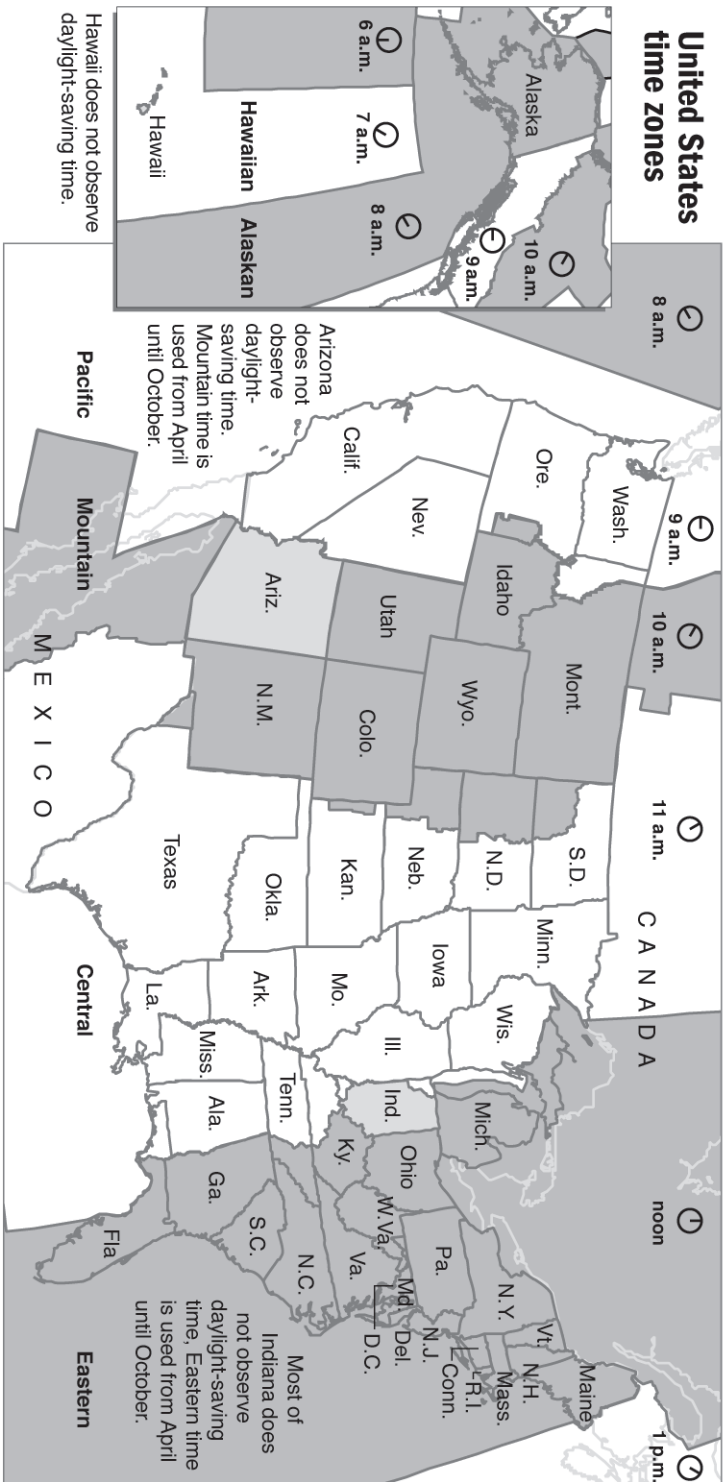 United States
time zones
8 a.m.
9 a.m.
10 a.m.
11 a.m.
noon
1 p.m.
CANADA
Alaska
10 a.m.
9 a.m.
6 a.m.
7 a.m.
8 a.m.
Hawaiian
Alaskan
Hawaii
Hawaii does not observe
daylight-saving time.
Wash.
Ore.
Idaho
Mont.
Wyo.
Nev.
Utah
Colo.
Calif.
Ariz.
N.M.
S.D.
N.D.
Neb.
Kan.
Okla.
Texas
Minn.
Iowa
Mo.
Ark.
La.
Wis.
Ill.
Miss.
Tenn.
Ala.
Mich.
Ind.
Ohio
Ky.
W.Va.
Va.
N.C.
S.C.
Ga.
Fla
Pa.
N.Y.
Vt.
N.H.
Maine
Mass.
R.I.
Conn.
N.J.
Del.
Md.
D.C.
Arizona
does not
observe
daylight-
saving time.
Mountain time is
used from April
until October.
Most of
Indiana does
not observe
daylight-saving
time, Eastern time
is used from April
until October.
MEXICO
Pacific
Mountain
Central
Eastern